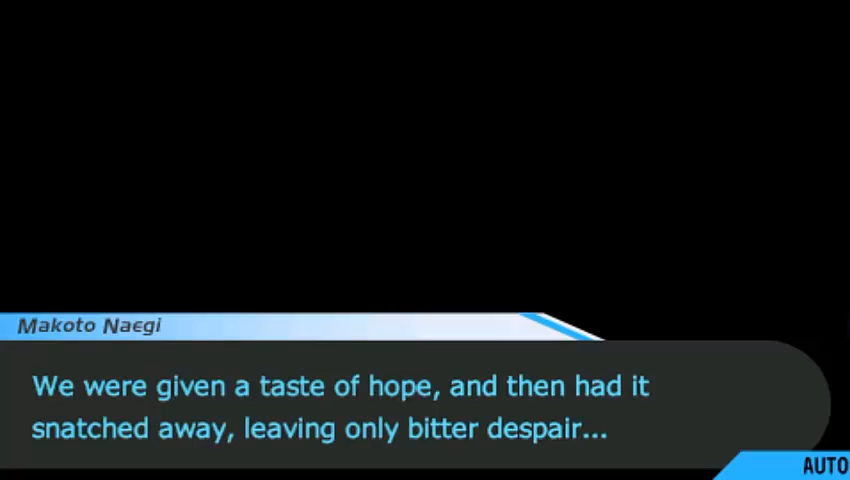 Makoto Naegi
We were given a taste of hope, and then had it
snatched away, leaving only bitter despair...
AUTO